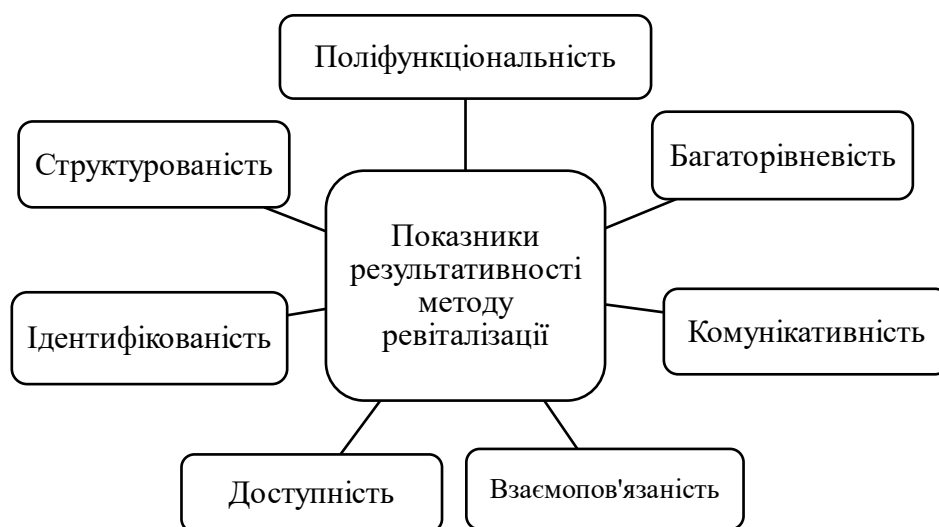 Поліфункціональність
Структурованість
Багаторівневість
Показники
результативності
методу
ревіталізації
Ідентифікованість
Комунікативність
Доступність
Взаємопов'язаність